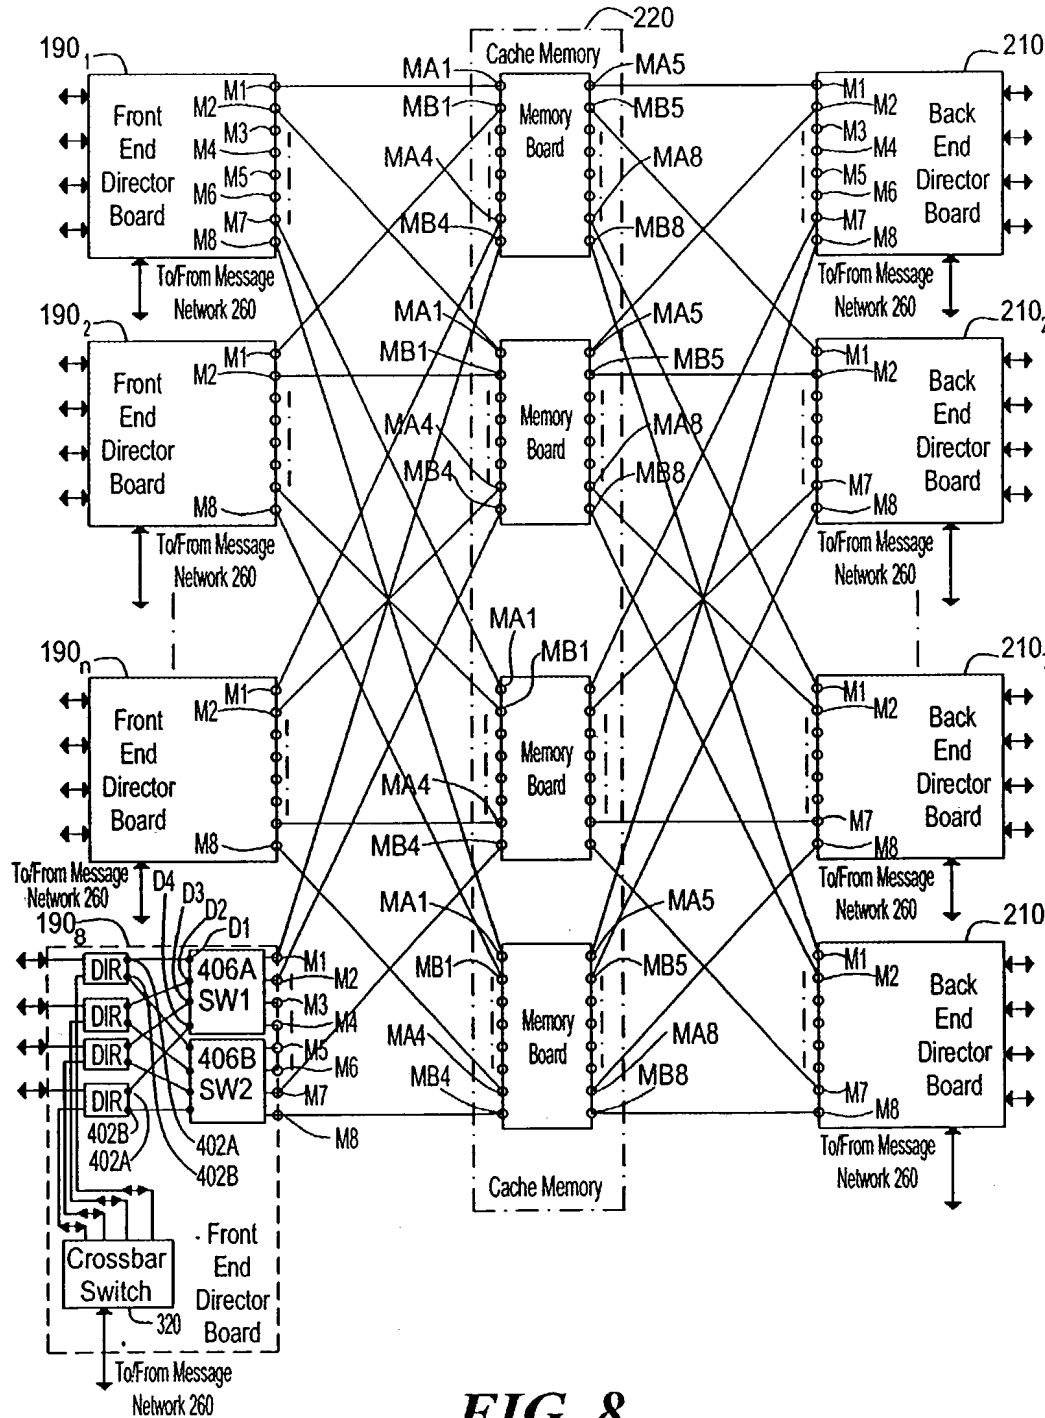 220
190
1
Cache Memory
210
MA1
MA5
M1
M1
Front
End
Director
Board
M2
M3
M4
M5
M6
M7
M8
MB1
Memory
Board
MB5
M2
M3
M4
M5
M6
M7
M8
Back
End
Director
Board
MA4
MA8
MB4
MB8
To/From Message
Network 260
To/From Message
Network 260
190
2
MA1
MA5
210
2
M1
M2
MB1
MB5
M1
M2
Front
End
Director
Board
Memory
Board
Back
End
Director
Board
MA4
MA8
MB4
MB8
M8
M7
M8
To/From Message
Network 260
To/From Message
Network 260
190
n
MA1
MB1
210
M1
M2
M1
M2
Front
End
Director
Board
Memory
Board
Back
End
Director
Board
MA4
MB4
M8
M7
M8
To/From Message
Network 260
To/From Message
Network 260
D4
D3
D2
D1
190
8
MA1
MA5
210
DIR
DIR
DIR
DIR
406A
SW1
406B
SW2
M1
M2
M3
M4
M5
M6
M7
M8
MB1
MB5
Memory
Board
MA4
MA8
MB4
MB8
M1
M2
Back
End
Director
Board
M7
M8
402B
402A
402A
402B
To/From Message
Network 260
Cache Memory
Crossbar
Switch
320
Front
End
Director
Board
To/From Message
Network 260
FIG. 8